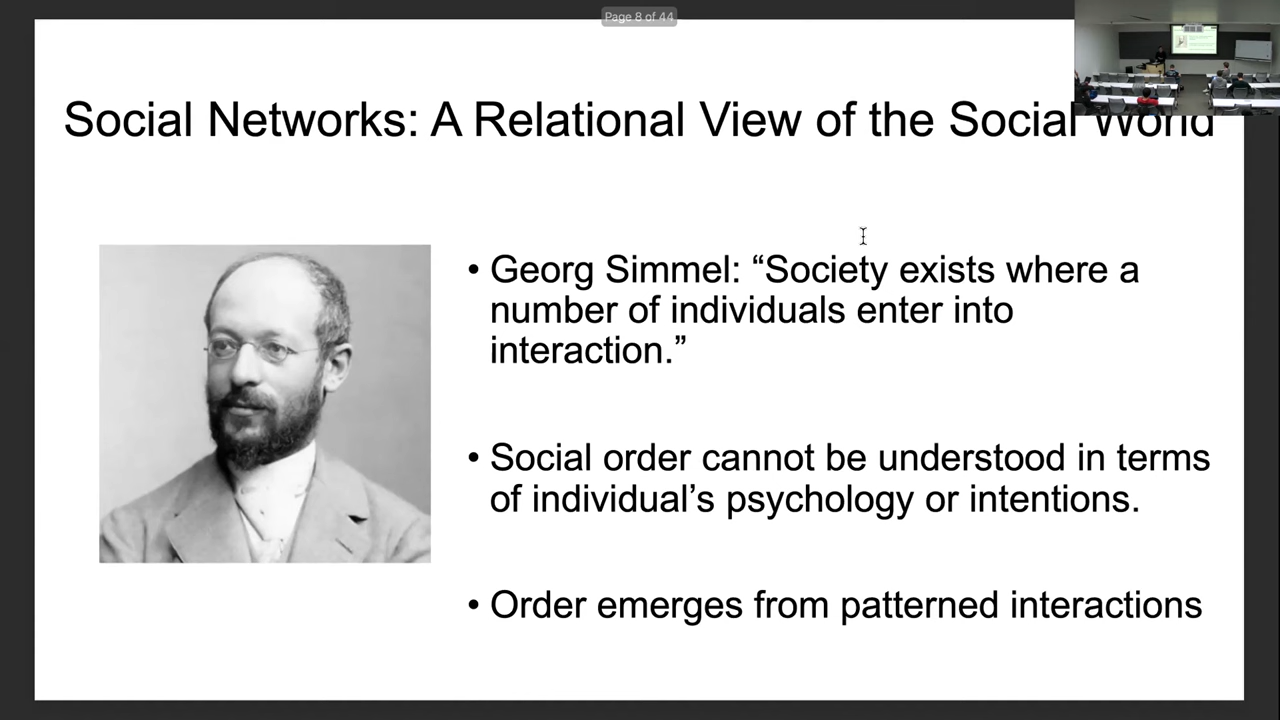 Page 8 of 44
Social Networks: A Relational View of the Social World
• Georg Simmel: “Society exists where a
number of individuals enter into
interaction.”
• Social order cannot be understood in terms
of individual’s psychology or intentions.
• Order emerges from patterned interactions